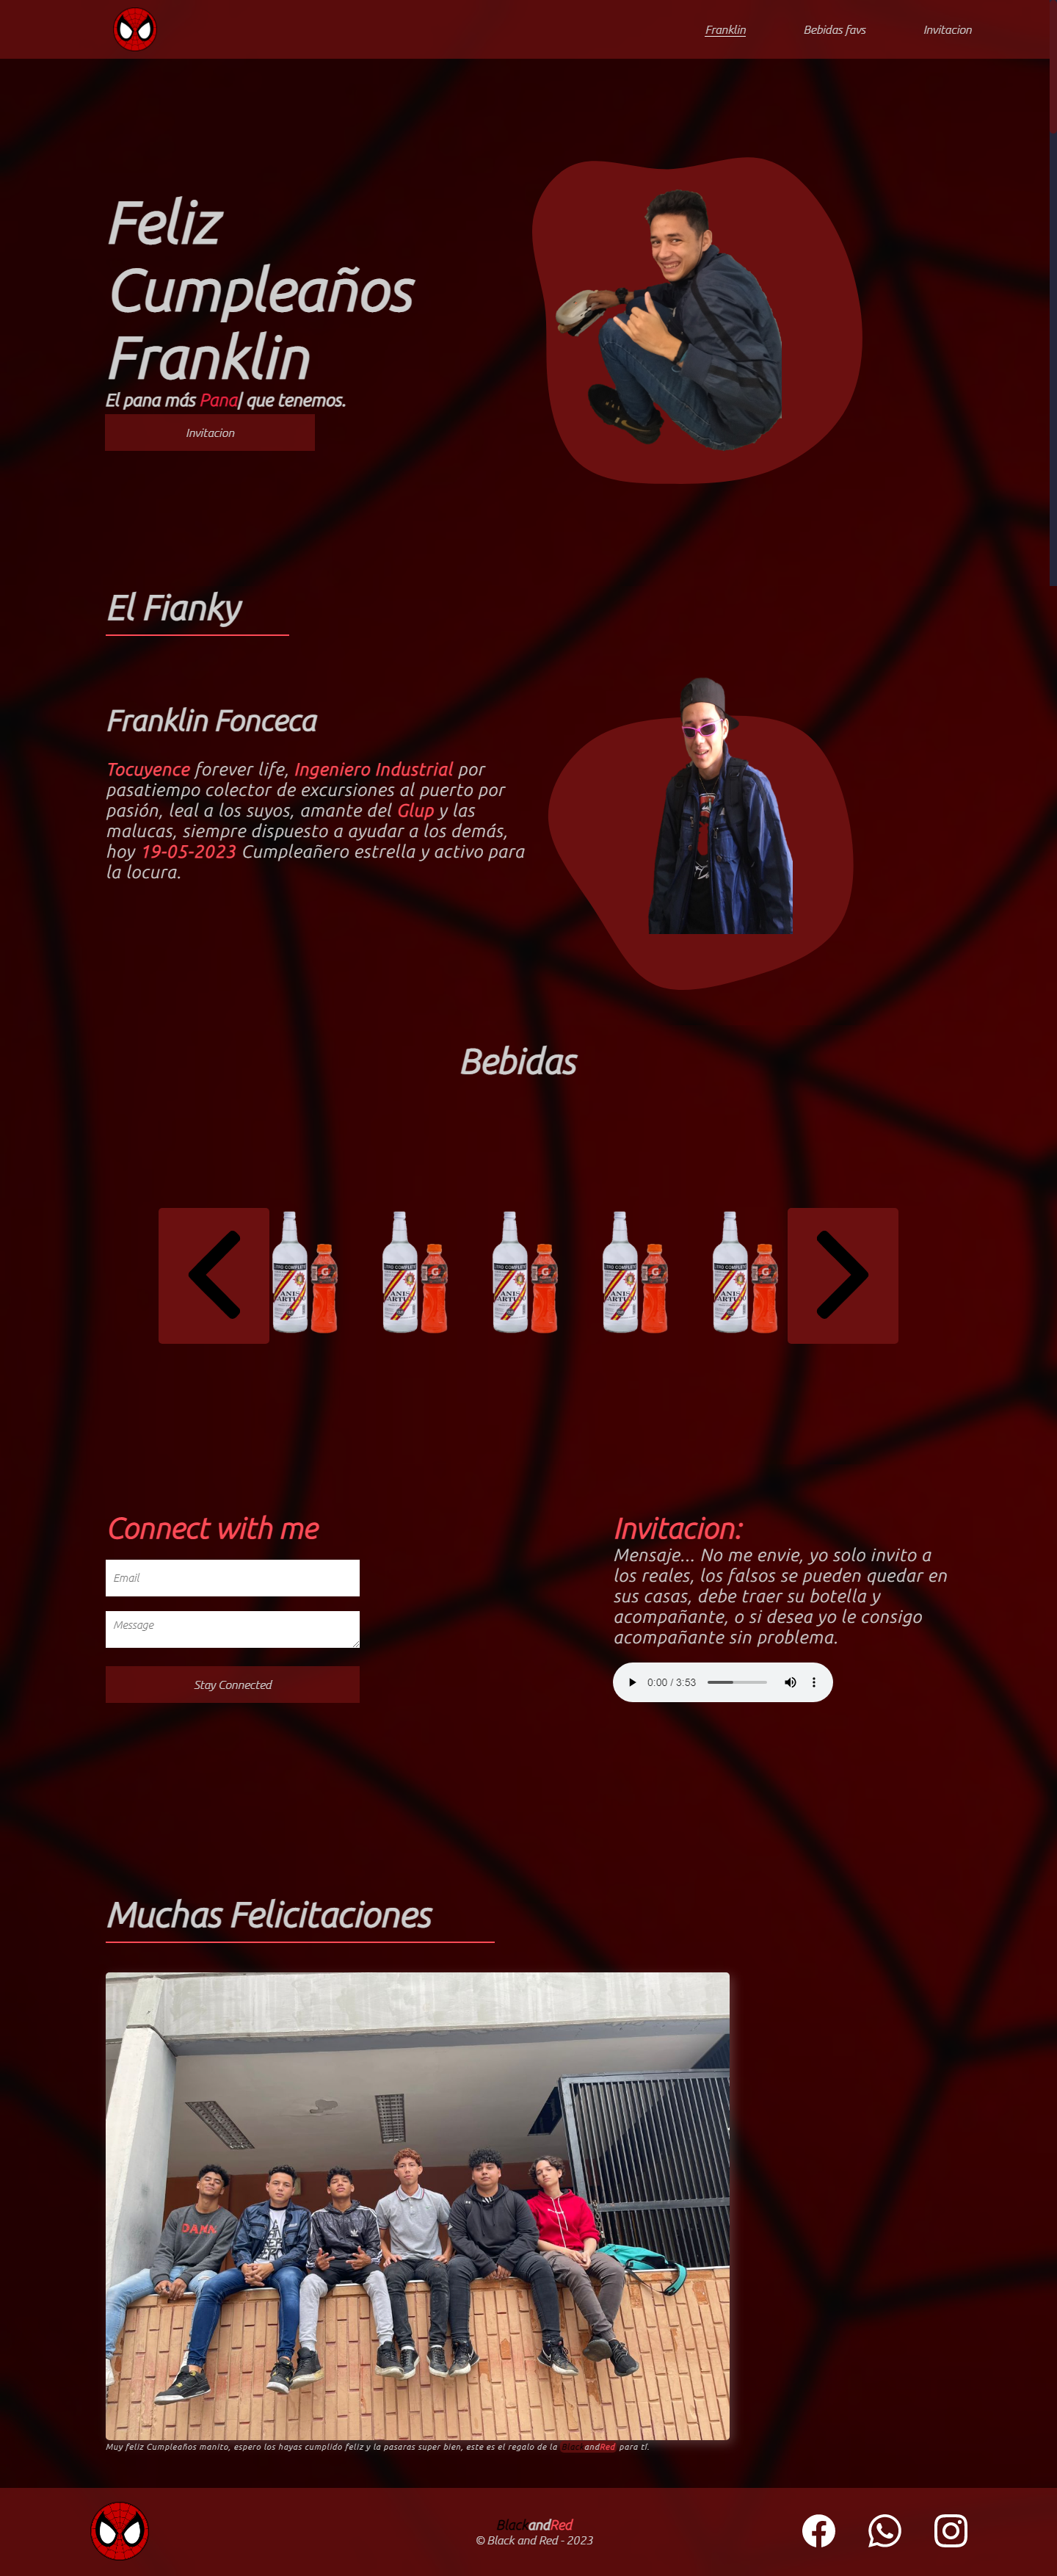 Franklin
Bebidas favs
Invitacion
Feliz
Cumpleaños
Franklin
El pana más Pana| que tenemos.
Invitacion
El Fianky
Franklin Fonceca
Tocuyence forever life, Ingeniero Industrial por
pasatiempo colector de excursiones al puerto por
pasión, leal a los suyos, amante del Glup y las
malucas, siempre dispuesto a ayudar a los demás,
hoy 19-05-2023 Cumpleañero estrella y activo para
la locura.
Bebidas
Connect with me
Email
Message
Stay Connected
Invitacion:
Mensaje... No me envie, yo solo invito a
los reales, los falsos se pueden quedar en
sus casas, debe traer su botella y
acompañante, o si desea yo le consigo
acompañante sin problema.
0:00 / 3:53
Muchas Felicitaciones
DANK
Muy feliz Cumpleaños manito, espero los hayas cumplido feliz y la pasaras super bien, este es el regalo de la BlackandRed para ti.
BlackandRed
© Black and Red - 2023